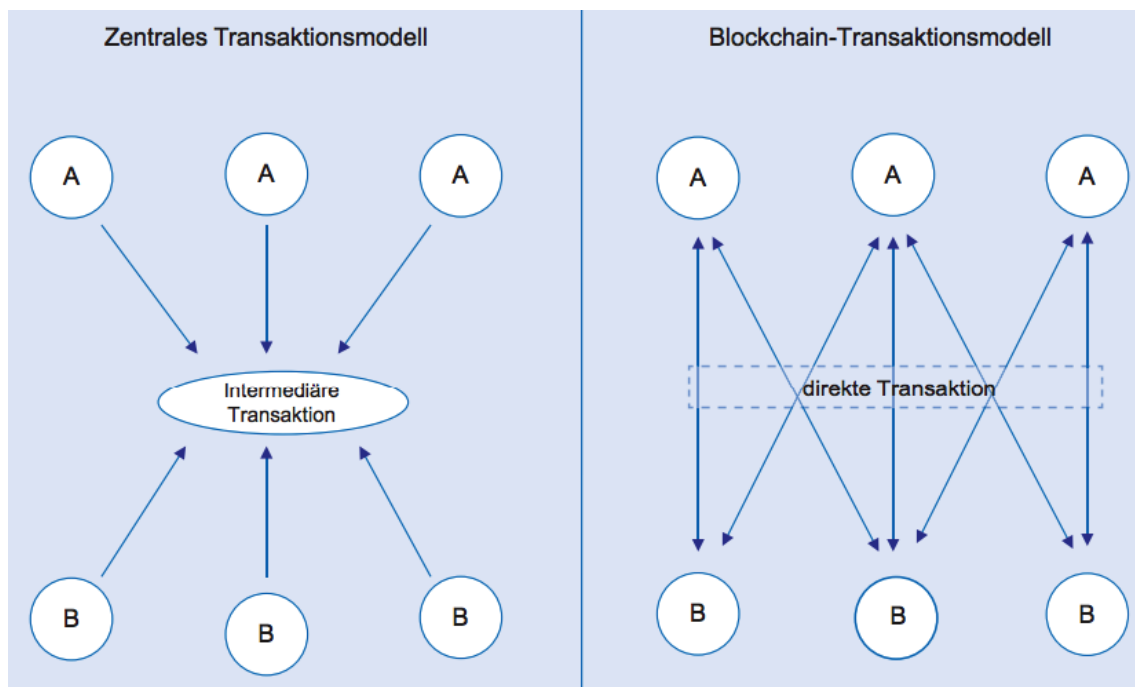 Zentrales Transaktionsmodell
A
A
A
Intermediäre
Transaktion
B
B
B
Blockchain-Transaktionsmodell
A
A
A
direkte Transaktion
B
B
B